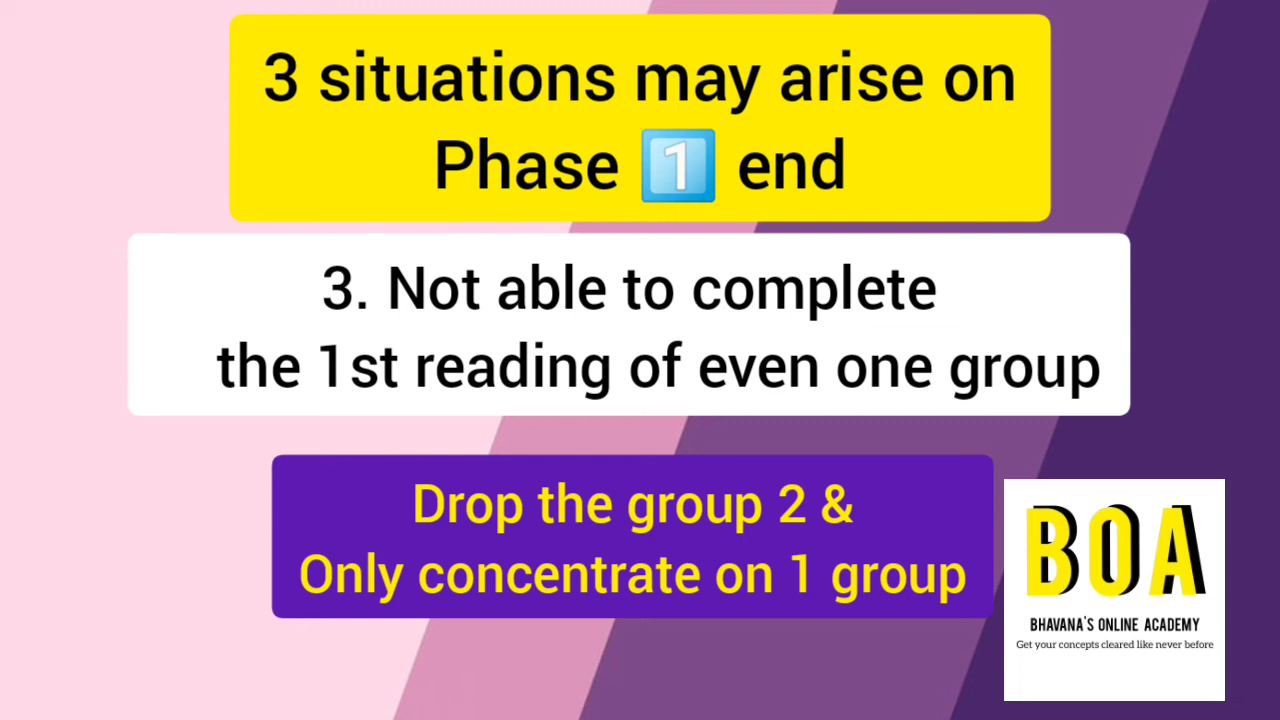 3 situations may arise on
Phase 1️⃣ end
3. Not able to complete
the 1st reading of even one group
Drop the group 2 &
Only concentrate on 1 group
BOA
BHAVANA'S ONLINE ACADEMY
Get your concepts cleared like never before